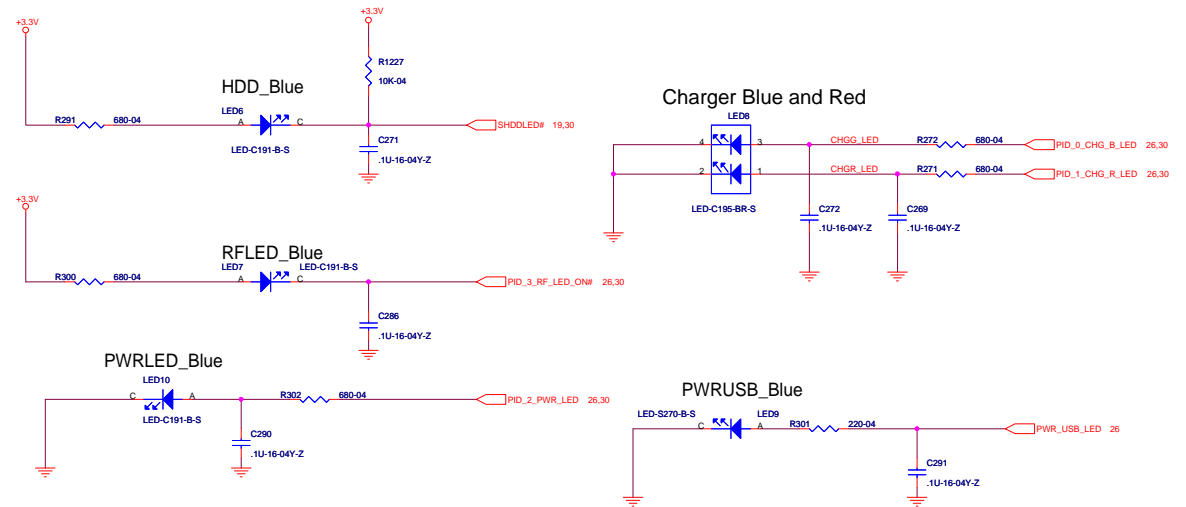 +3.3V
+3.3V
R1227
10K-04
HDD_Blue
LED6
R291 680-04 A C SHDDLED# 19,30
LED-C191-B-S
C271
.1U-16-04Y-Z
Charger Blue and Red
LED8
4 3 CHGG_LED R272 680-04 PID_0_CHG_B_LED 26,30
2 1 CHGR_LED R271 680-04 PID_1_CHG_R_LED 26,30
LED-C195-BR-S
C272
.1U-16-04Y-Z
C269
.1U-16-04Y-Z
+3.3V
RFLED_Blue
LED7 LED-C191-B-S
R300 680-04 A C PID_3_RF_LED_ON# 26,30
C286
.1U-16-04Y-Z
PWRLED_Blue
LED10
C A R302 680-04 PID_2_PWR_LED 26,30
LED-C191-B-S
C290
.1U-16-04Y-Z
PWRUSB_Blue
LED-S270-B-S LED9
C A R301 220-04 PWR_USB_LED 26
C291
.1U-16-04Y-Z